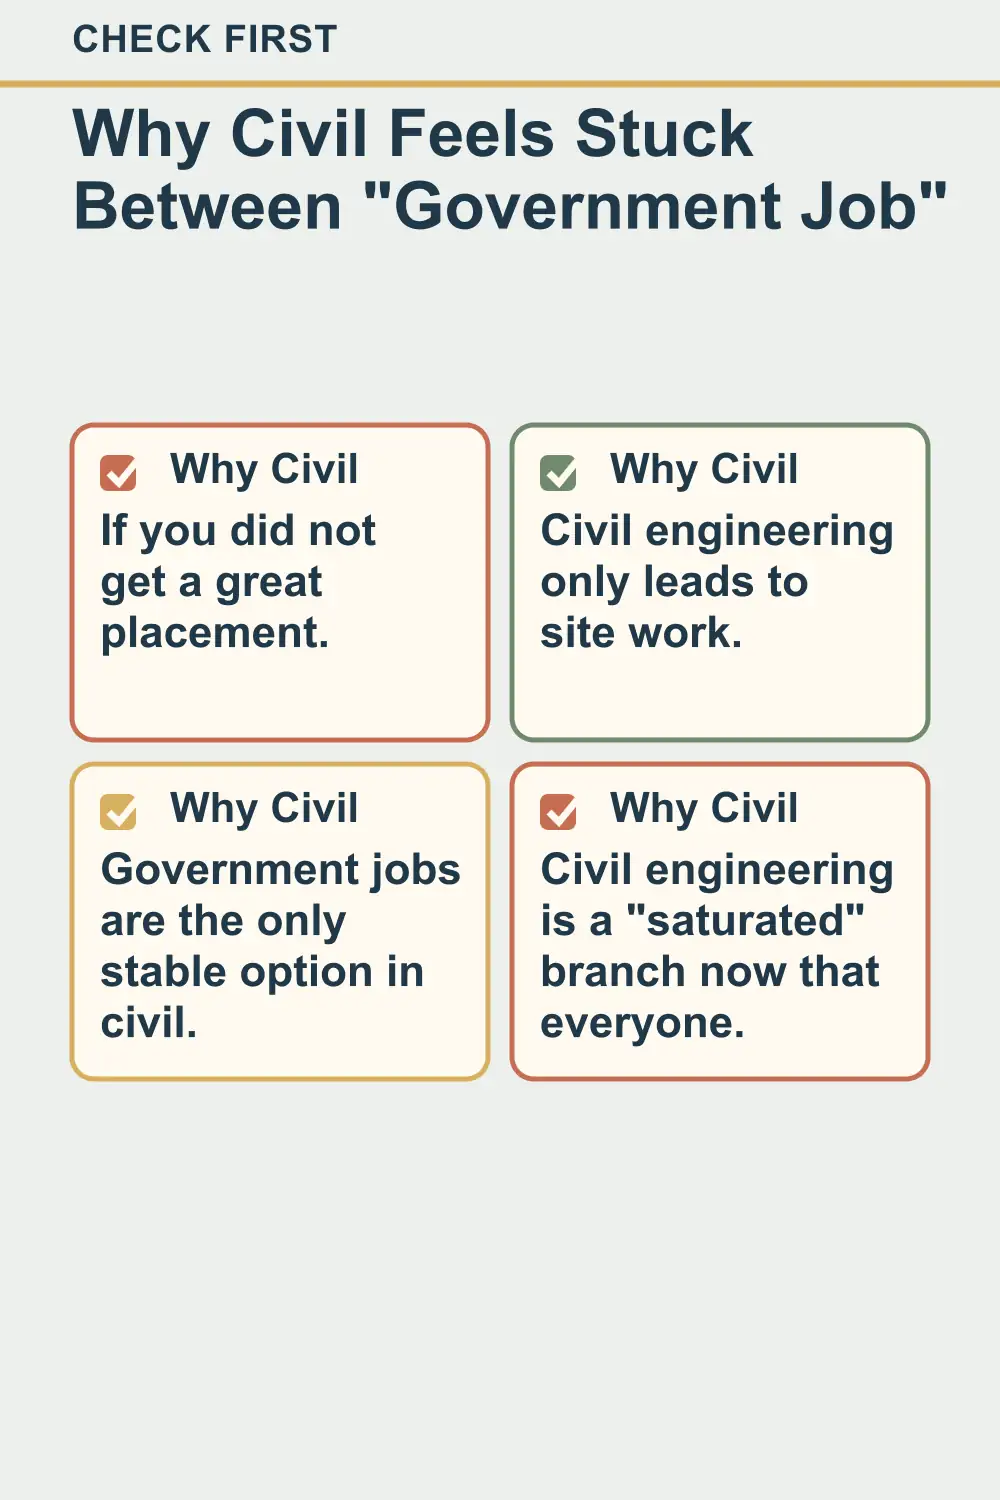 CHECK FIRST
Why Civil Feels Stuck
Between "Government Job"
Why Civil
If you did not
get a great
placement.
Why Civil
Civil engineering
only leads to
site work.
Why Civil
Government jobs
are the only
stable option in
civil.
Why Civil
Civil engineering
is a "saturated"
branch now that
everyone.